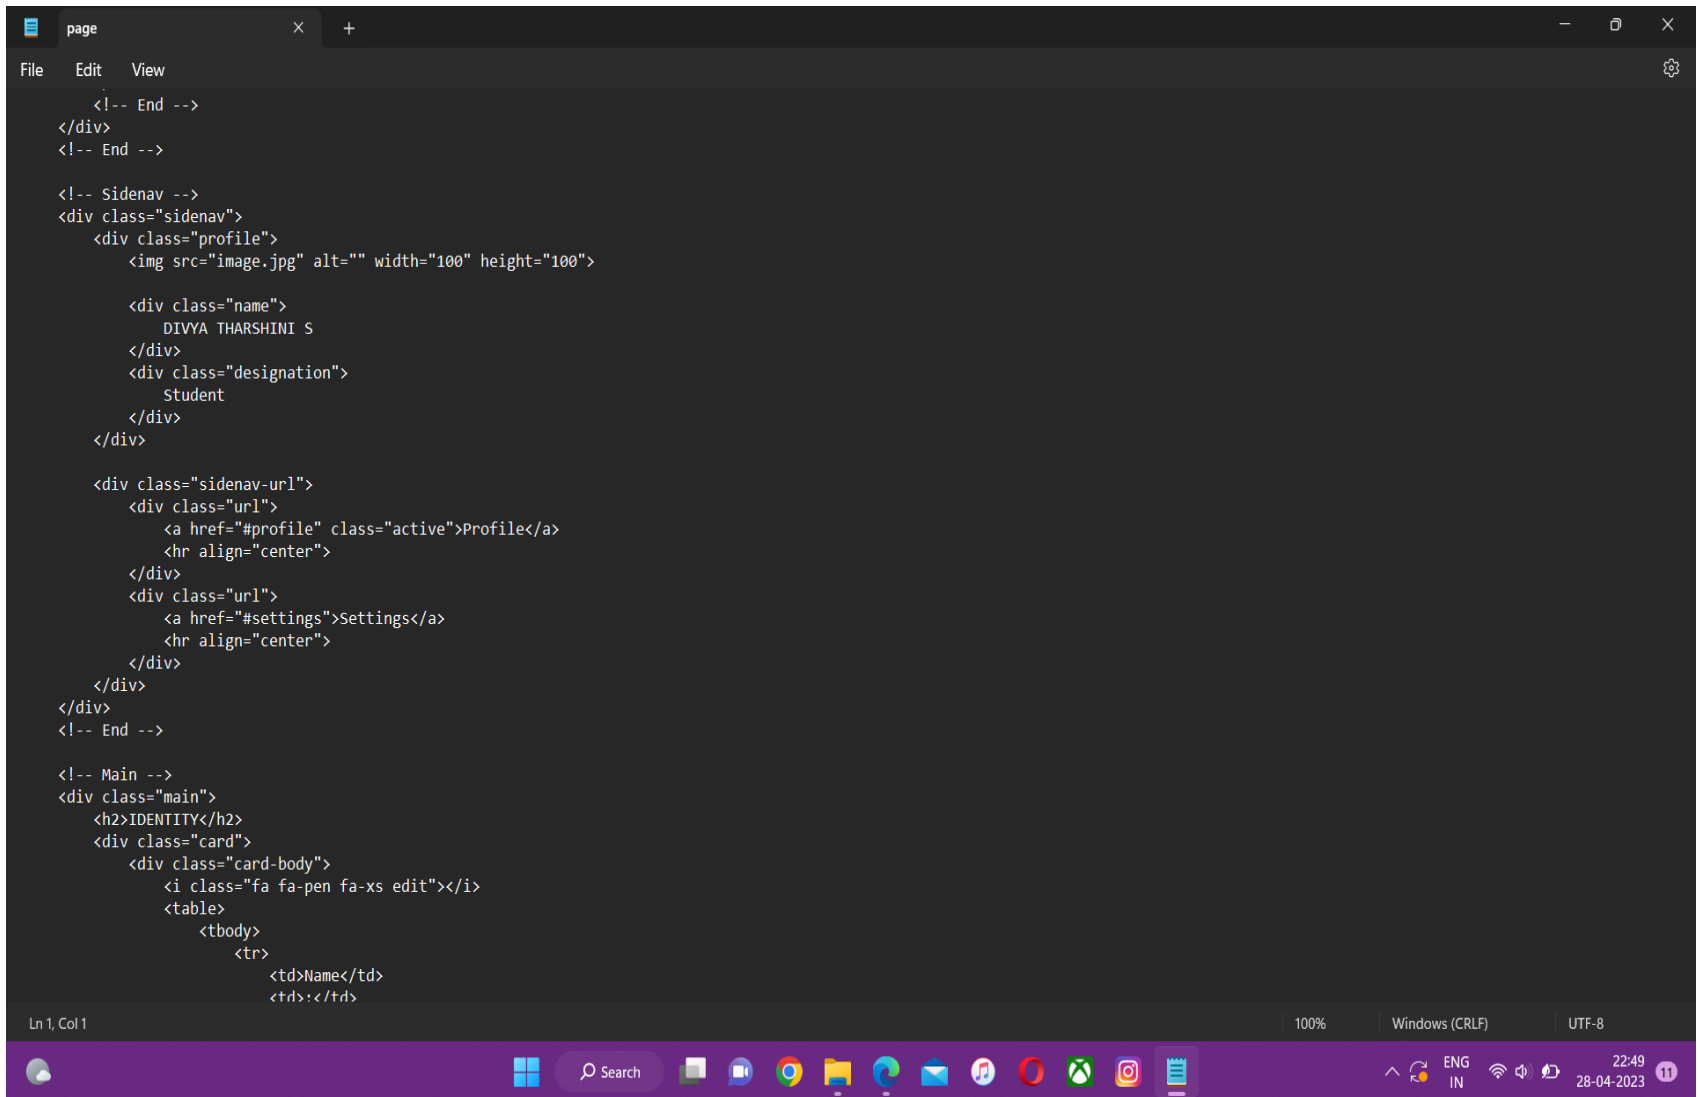 page
File Edit View
<!-- End -->
</div>
<!-- End -->
<!-- Sidenav -->
<div class="sidenav">
<div class="profile">
<img src="image.jpg" alt="" width="100" height="100">
<div class="name">
DIVYA THARSHINI S
</div>
<div class="designation">
Student
</div>
</div>
<div class="sidenav-url">
<div class="url">
<a href="#profile" class="active">Profile</a>
<hr align="center">
</div>
<div class="url">
<a href="#settings">Settings</a>
<hr align="center">
</div>
</div>
</div>
<!-- End -->
<!-- Main -->
<div class="main">
<h2>IDENTITY</h2>
<div class="card">
<div class="card-body">
<i class="fa fa-pen fa-xs edit"></i>
<table>
<tbody>
<tr>
<td>Name</td>
<td>:</td>
Ln 1, Col 1 100% Windows (CRLF) UTF-8
Search
ENG
IN
22:49
28-04-2023
11